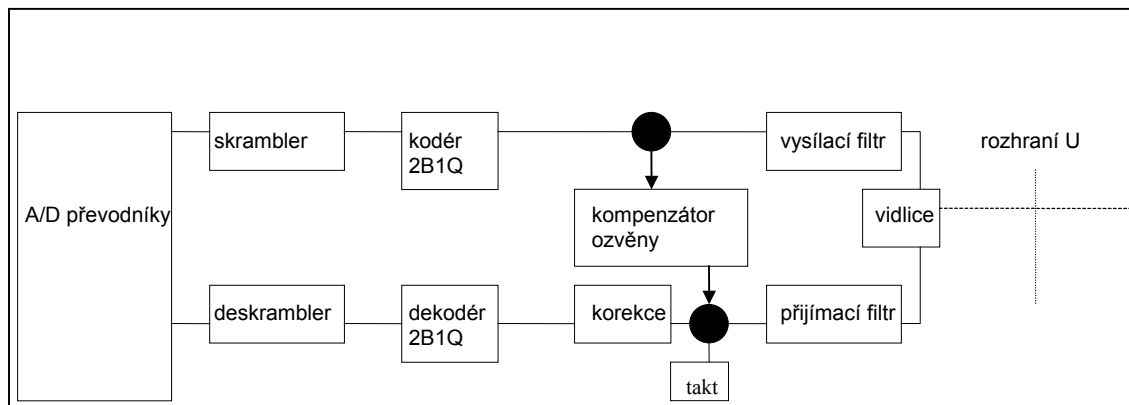 skrambler
kodér
2B1Q
vysílací filtr
rozhraní U
A/D převodníky
kompenzátor
ozvěny
vidlice
deskrambler
dekodér
2B1Q
korekce
přijímací filtr
takt